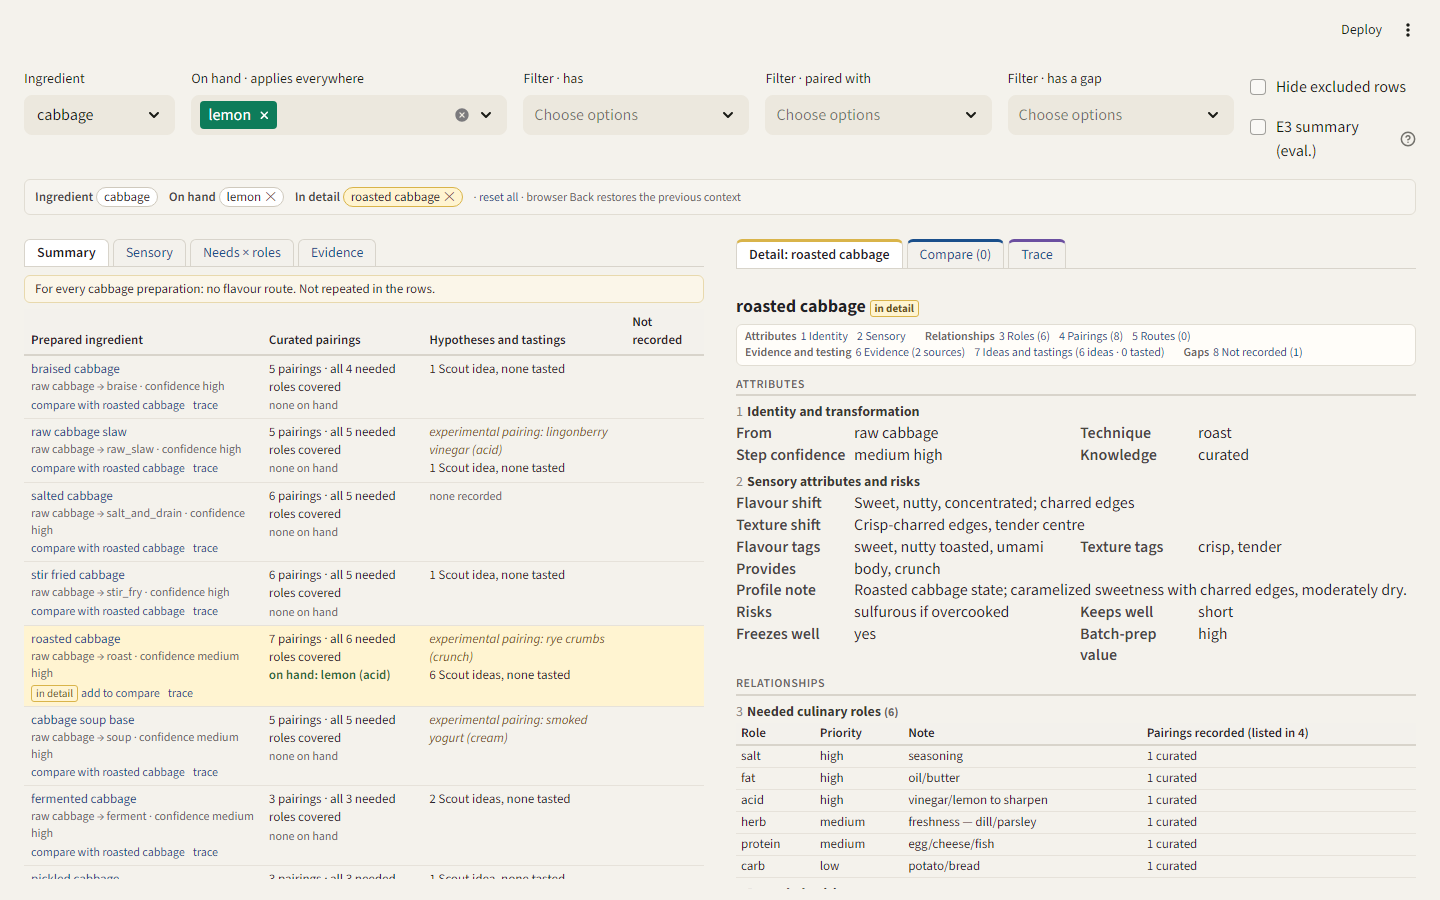 Deploy
Ingredient
On hand · applies everywhere
Filter · has
Filter · paired with
Filter · has a gap
Hide excluded rows
cabbage
lemon ×
Choose options
Choose options
Choose options
E3 summary
(eval.)
Ingredient cabbage On hand lemon × In detail roasted cabbage × · reset all · browser Back restores the previous context
Summary
Sensory
Needs × roles
Evidence
For every cabbage preparation: no flavour route. Not repeated in the rows.
Prepared ingredient
Curated pairings
Hypotheses and tastings
Not
recorded
braised cabbage
raw cabbage → braise · confidence high
compare with roasted cabbage trace
5 pairings · all 4 needed
roles covered
none on hand
1 Scout idea, none tasted
raw cabbage slaw
raw cabbage → raw_slaw · confidence high
compare with roasted cabbage trace
5 pairings · all 5 needed
roles covered
none on hand
experimental pairing: lingonberry
vinegar (acid)
1 Scout idea, none tasted
salted cabbage
raw cabbage → salt_and_drain · confidence
high
compare with roasted cabbage trace
6 pairings · all 5 needed
roles covered
none on hand
none recorded
stir fried cabbage
raw cabbage → stir_fry · confidence high
compare with roasted cabbage trace
6 pairings · all 5 needed
roles covered
none on hand
1 Scout idea, none tasted
roasted cabbage
raw cabbage → roast · confidence medium
high
in detail add to compare trace
7 pairings · all 6 needed
roles covered
on hand: lemon (acid)
experimental pairing: rye crumbs
(crunch)
6 Scout ideas, none tasted
cabbage soup base
raw cabbage → soup · confidence medium
high
compare with roasted cabbage trace
5 pairings · all 5 needed
roles covered
none on hand
experimental pairing: smoked
yogurt (cream)
fermented cabbage
raw cabbage → ferment · confidence medium
high
compare with roasted cabbage trace
3 pairings · all 3 needed
roles covered
none on hand
2 Scout ideas, none tasted
pickled cabbage
3 pairings · all 3 needed
1 Scout idea, none tasted
Detail: roasted cabbage
Compare (0)
Trace
roasted cabbage in detail
Attributes 1 Identity 2 Sensory Relationships 3 Roles (6) 4 Pairings (8) 5 Routes (0)
Evidence and testing 6 Evidence (2 sources) 7 Ideas and tastings (6 ideas · 0 tasted) Gaps 8 Not recorded (1)
ATTRIBUTES
1 Identity and transformation
From raw cabbage Technique roast
Step confidence medium high Knowledge curated
2 Sensory attributes and risks
Flavour shift Sweet, nutty, concentrated; charred edges
Texture shift Crisp-charred edges, tender centre
Flavour tags sweet, nutty toasted, umami Texture tags crisp, tender
Provides body, crunch
Profile note Roasted cabbage state; caramelized sweetness with charred edges, moderately dry.
Risks sulfurous if overcooked Keeps well short
Freezes well yes Batch-prep high
value
RELATIONSHIPS
3 Needed culinary roles (6)
Role Priority Note Pairings recorded (listed in 4)
salt high seasoning 1 curated
fat high oil/butter 1 curated
acid high vinegar/lemon to sharpen 1 curated
herb medium freshness — dill/parsley 1 curated
protein medium egg/cheese/fish 1 curated
carb low potato/bread 1 curated